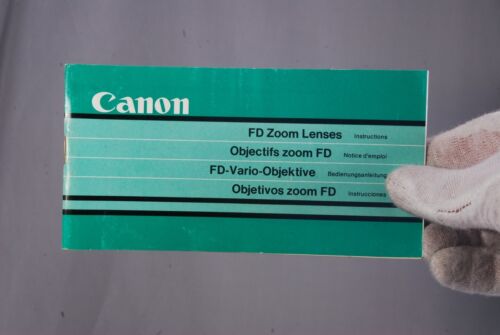 Canon
FD Zoom Lenses Instructions
Objectifs zoom FD Notice d'emploi
FD-Vario-Objektive Bedienungsanleitung
Objetivos zoom FD Instrucciones